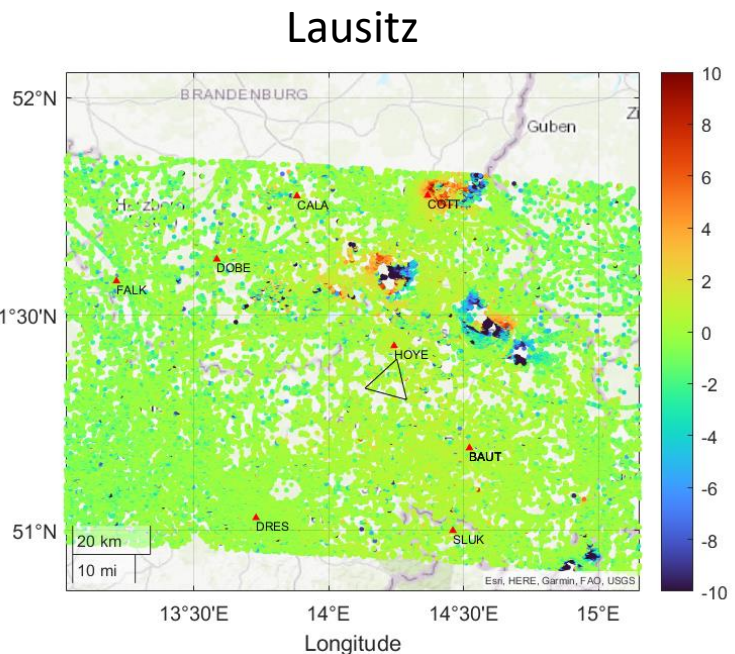 Lausitz
52°N
BRANDENBURG
Guben
Zi
CALA
COTT
DOBE
FALK
1°30'
HOYE
BAUT
DRES
SLUK
51°N
20 km
10 mi
Esri, HERE, Garmin, FAO, USGS
13°30'E
14°E
14°30'E
15°E
Longitude
10
8
6
4
2
0
-2
-4
-6
-8
-10